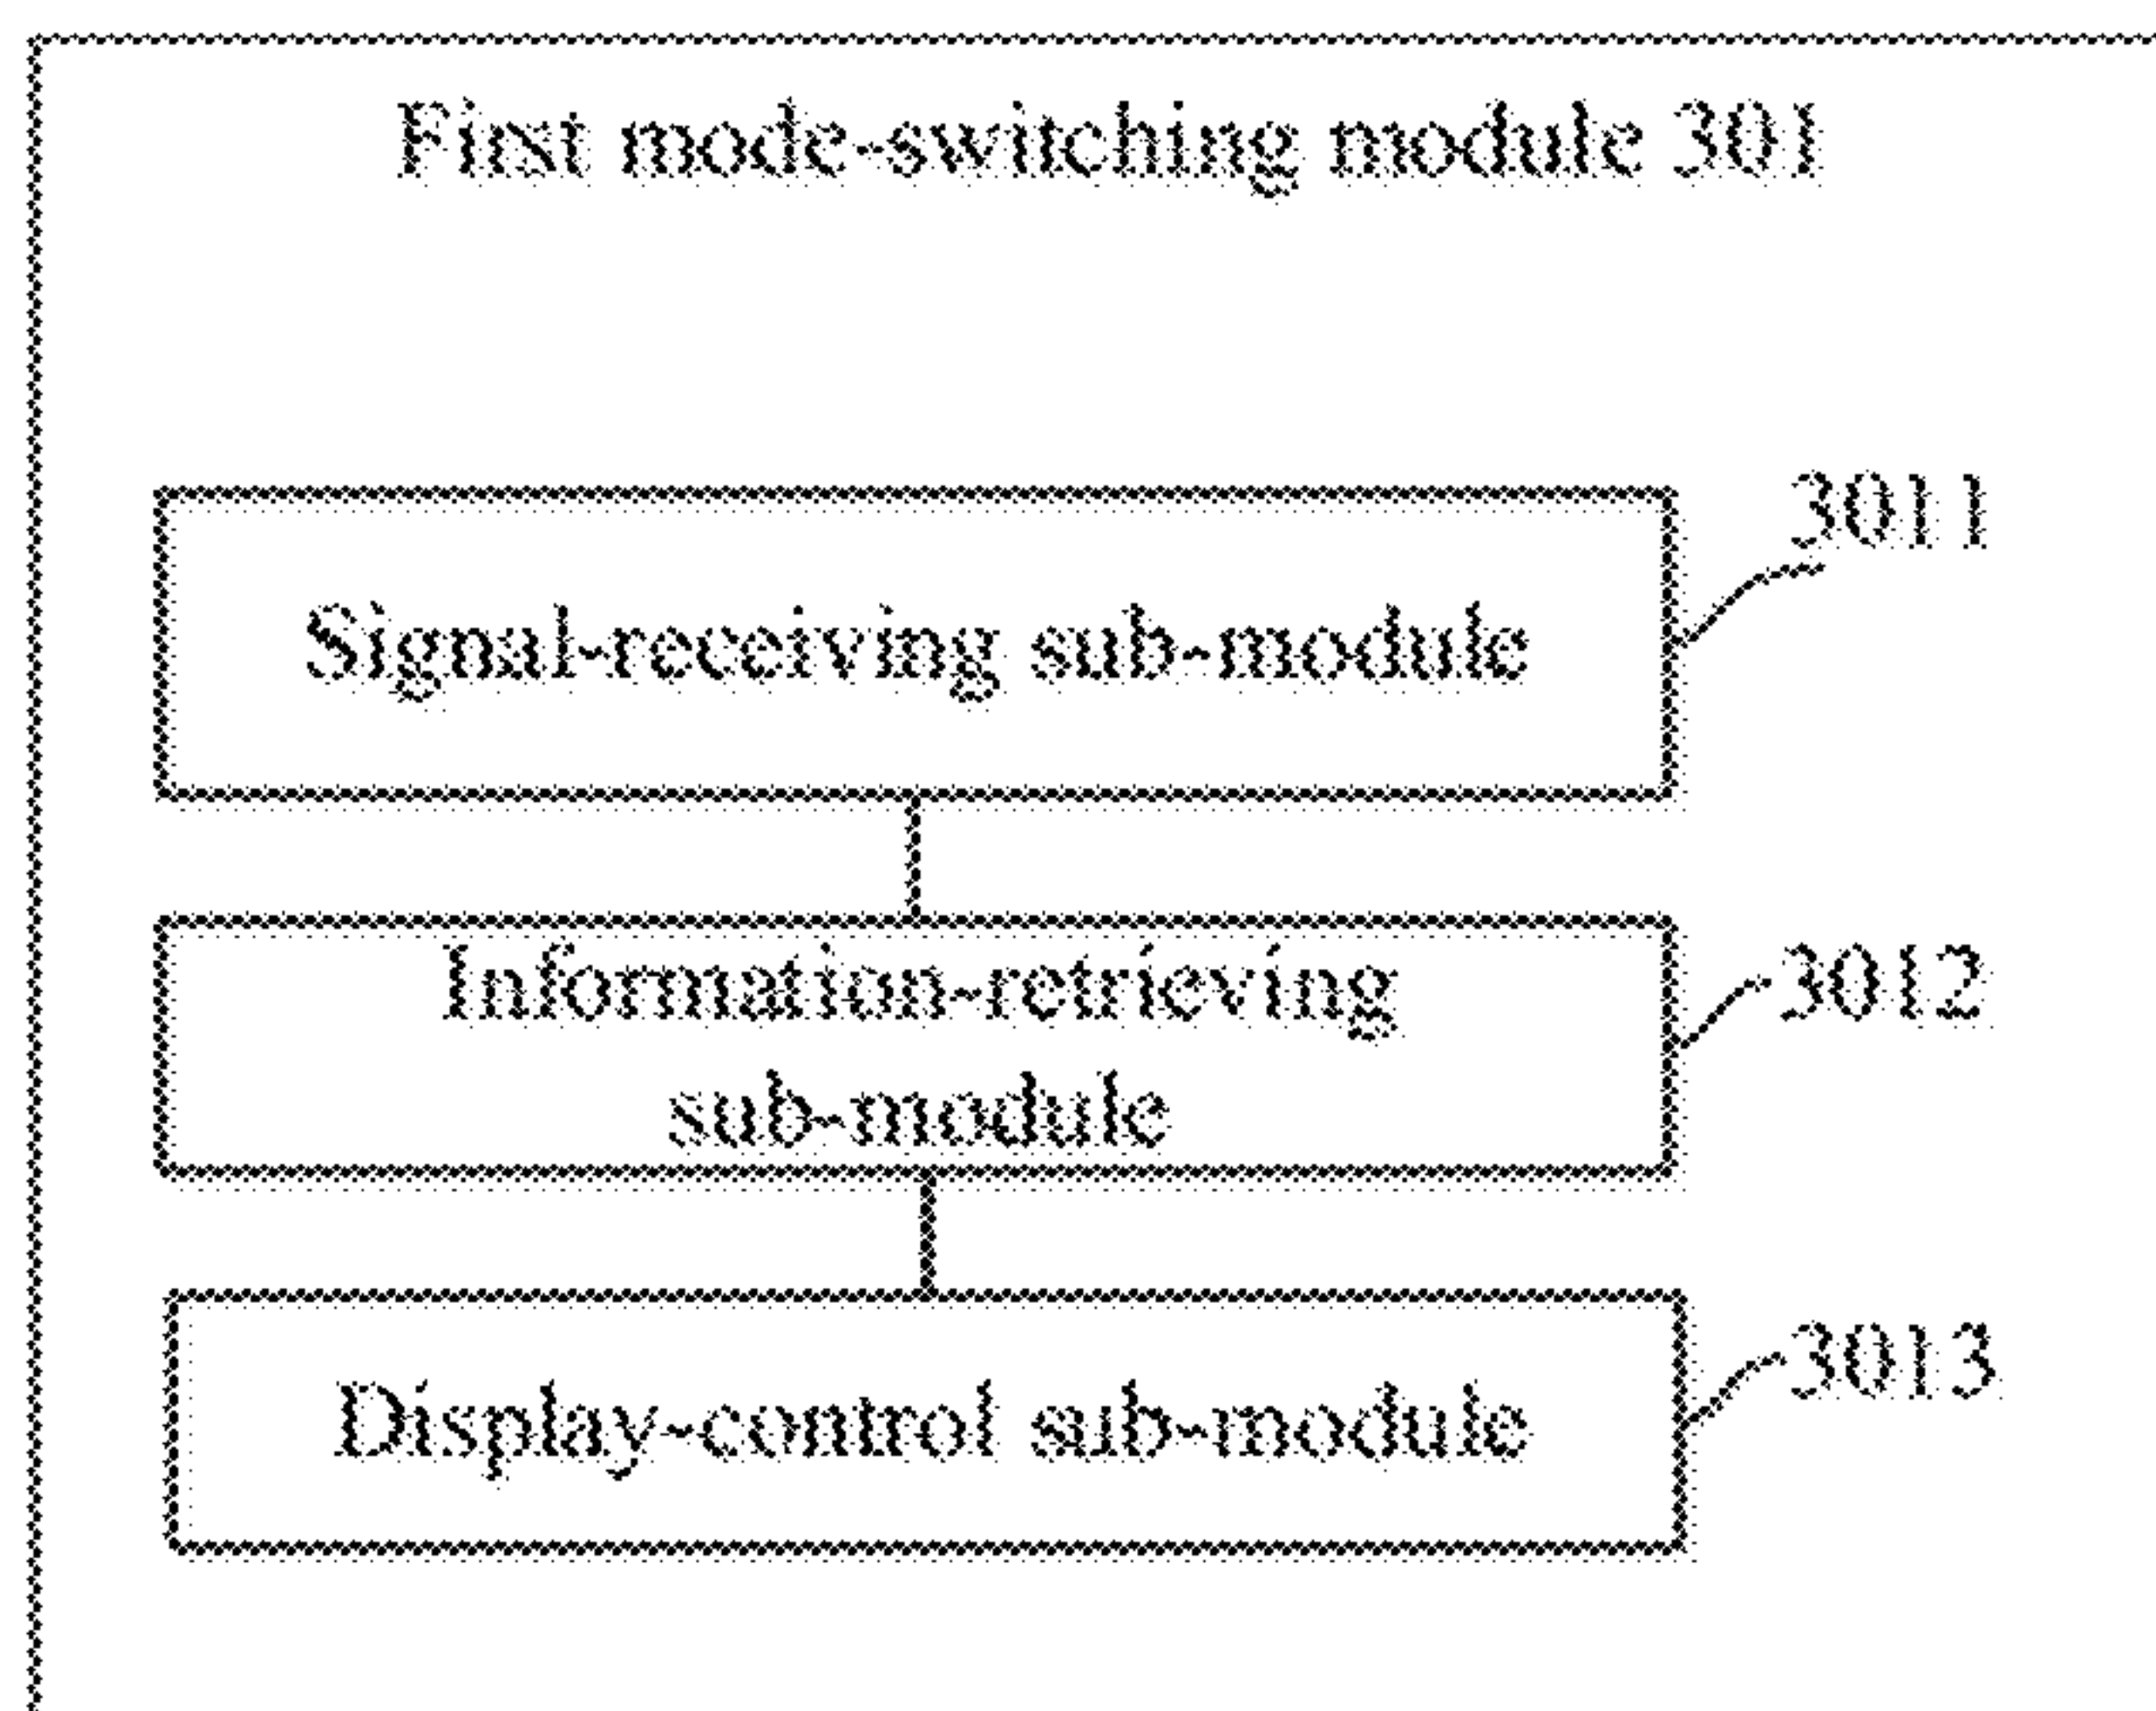 First mode-switching module 301
3011
Signal-receiving sub-module
Information-retrieving
3012
sub-module
3013
Display-control sub-module